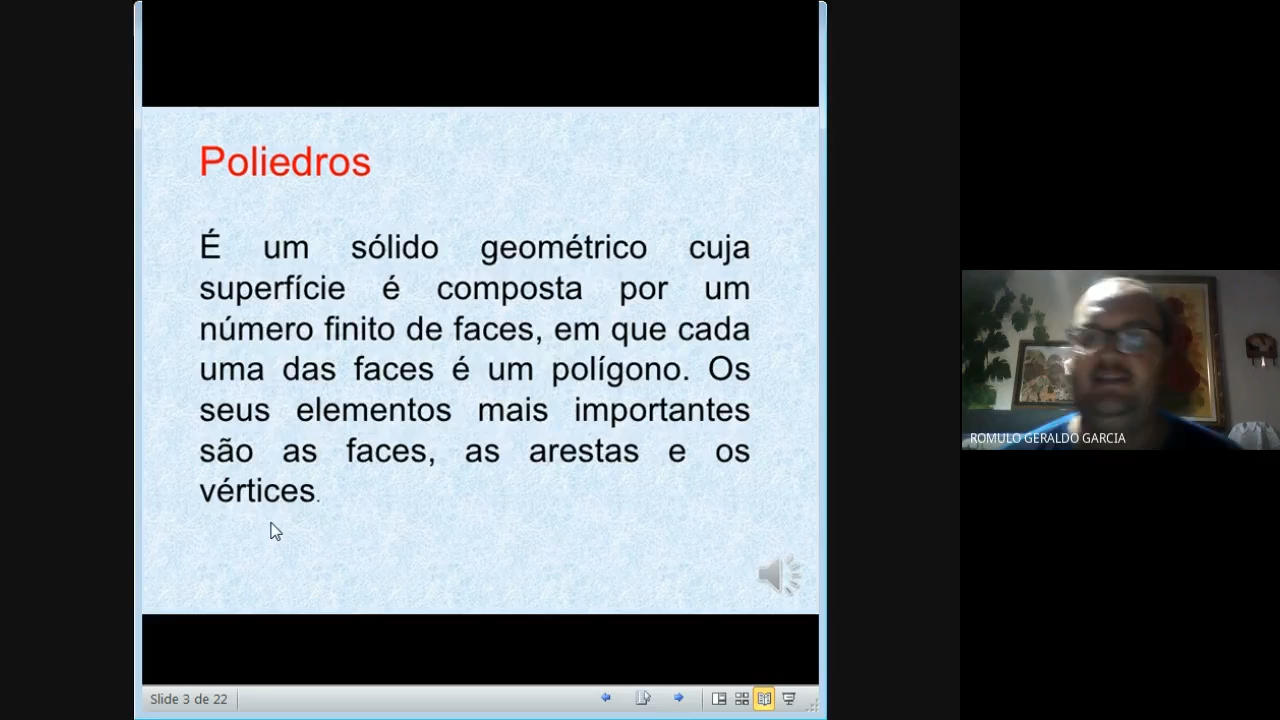 Poliedros
É um sólido geométrico cuja
superfície é composta por um
número finito de faces, em que cada
uma das faces é um polígono. Os
seus elementos mais importantes
são as faces, as arestas e os
vértices.
ROMULO GERALDO GARCIA
Slide 3 de 22